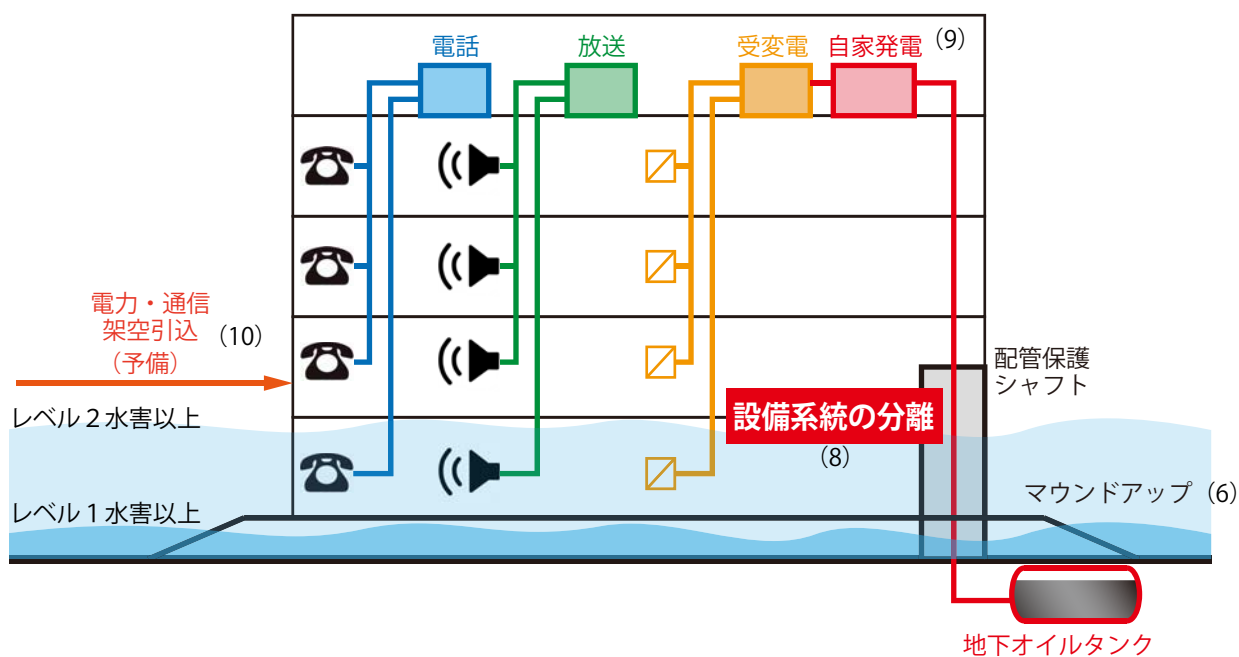 電話
放送
受変電
自家発電
（9）
電力・通信
架空引込
（予備）
（10）
配管保護
シャフト
レベル２水害以上
設備系統の分離
（8）
マウンドアップ（6）
レベル１水害以上
地下オイルタンク